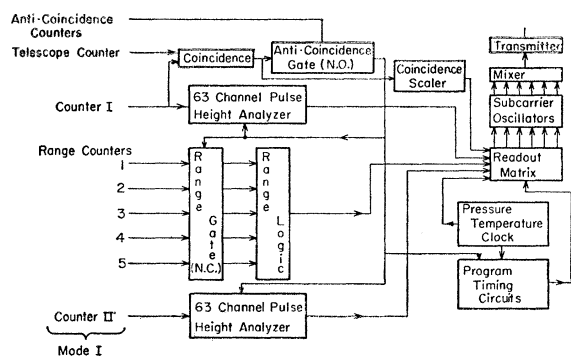 Anti-Coincidence
Counters
Telescope Counter
Coincidence
Anti-Coincidence
Gate (N.O.)
Coincidence
Scaler
Transmitter
Mixer
Subcarrier
Oscillators
Readout
Matrix
Counter I
63 Channel Pulse
Height Analyzer
Range Counters
1
2
3
4
5
Range
Gate
(N.C.)
Range
Logic
Pressure
Temperature
Clock
Program
Timing
Circuits
Counter II
63 Channel Pulse
Height Analyzer
Mode I